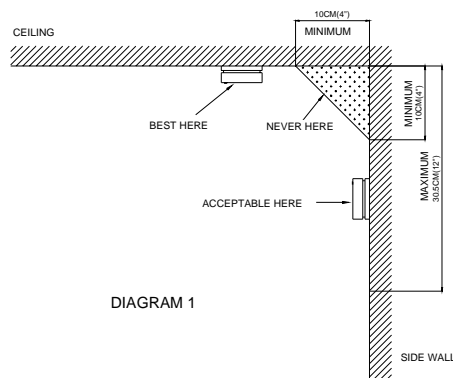 10CM(4")
CEILING
MINIMUM
BEST HERE
NEVER HERE
MINIMUM
10CM(4")
MAXIMUM
30.5CM(12")
ACCEPTABLE HERE
DIAGRAM 1
SIDE WALL